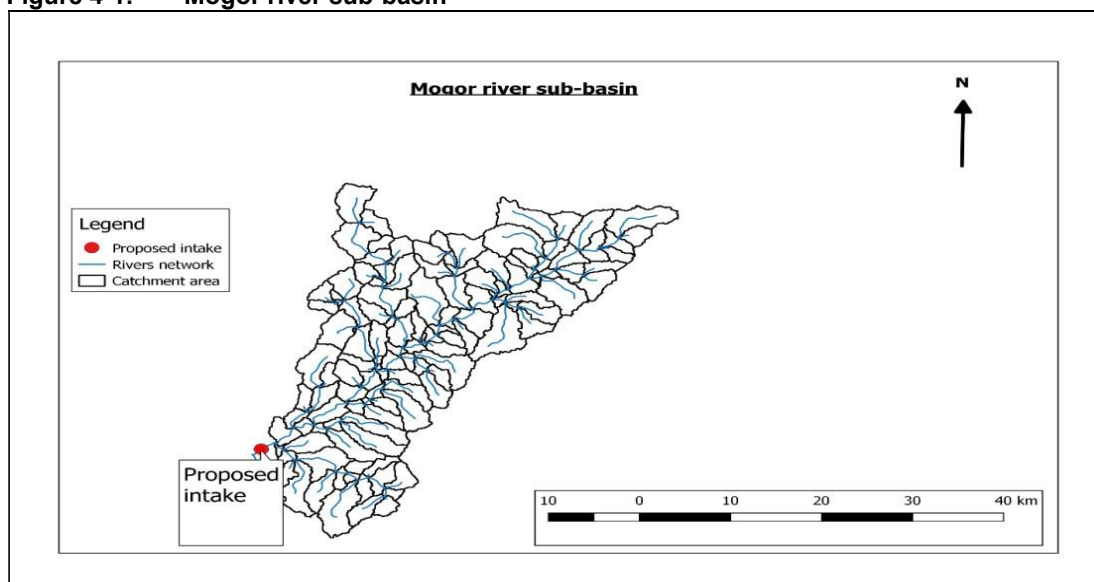 Figure 4-1: Mogor river sub-basin
Mogor river sub-basin
N
Legend
Proposed intake
Rivers network
Catchment area
Proposed
intake
10 0 10 20 30 40 km